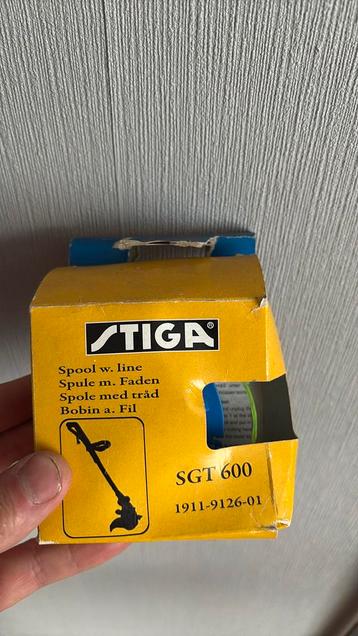 STIGA®
Spool w. line
Spule m. Faden
Spole med tråd
Bobin a. Fil
SGT 600
1911-9126-01